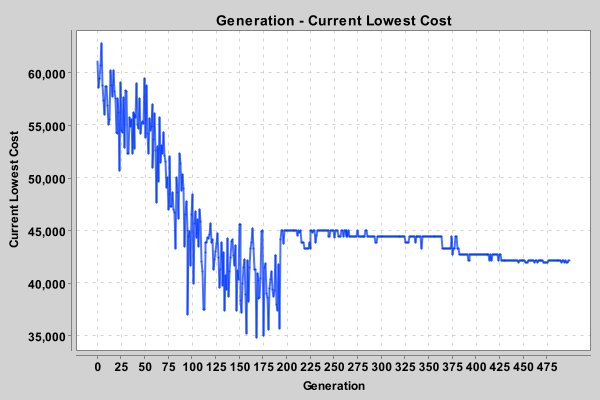 Generation - Current Lowest Cost
Current Lowest Cost
60,000
55,000
50,000
45,000
40,000
35,000
0 25 50 75 100 125 150 175 200 225 250 275 300 325 350 375 400 425 450 475
Generation